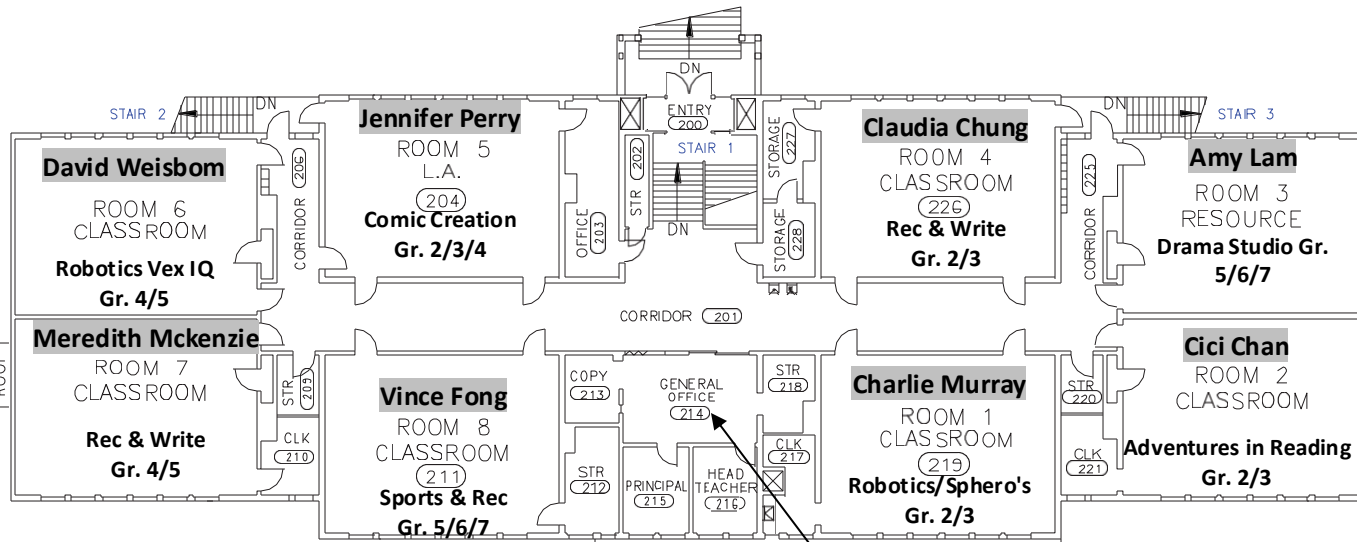 DN
ENTRY
200
STAIR 2
DN
STAIR 1
DN
STAIR 3
David Weisbom
ROOM 6
CLASSROOM
Robotics Vex IQ
Gr. 4/5
CORRIDOR
206
Jennifer Perry
ROOM 5
L.A.
204
Comic Creation
Gr. 2/3/4
OFFICE
203
STR
202
DN
STORAGE
227
STORAGE
228
Claudia Chung
ROOM 4
CLASSROOM
226
Rec & Write
Gr. 2/3
CORRIDOR
225
Amy Lam
ROOM 3
RESOURCE
Drama Studio Gr.
5/6/7
CORRIDOR 201
Meredith Mckenzie
ROOM 7
CLASSROOM
Rec & Write
Gr. 4/5
STR
209
CLK
210
Vince Fong
ROOM 8
CLASSROOM
211
Sports & Rec
Gr. 5/6/7
COPY
213
STR
212
GENERAL
OFFICE
214
PRINCIPAL
215
HEAD
TEACHER
216
STR
218
CLK
217
Charlie Murray
ROOM 1
CLASSROOM
219
Robotics/Sphero's
Gr. 2/3
STR
220
CLK
221
Cici Chan
ROOM 2
CLASSROOM
Adventures in Reading
Gr. 2/3